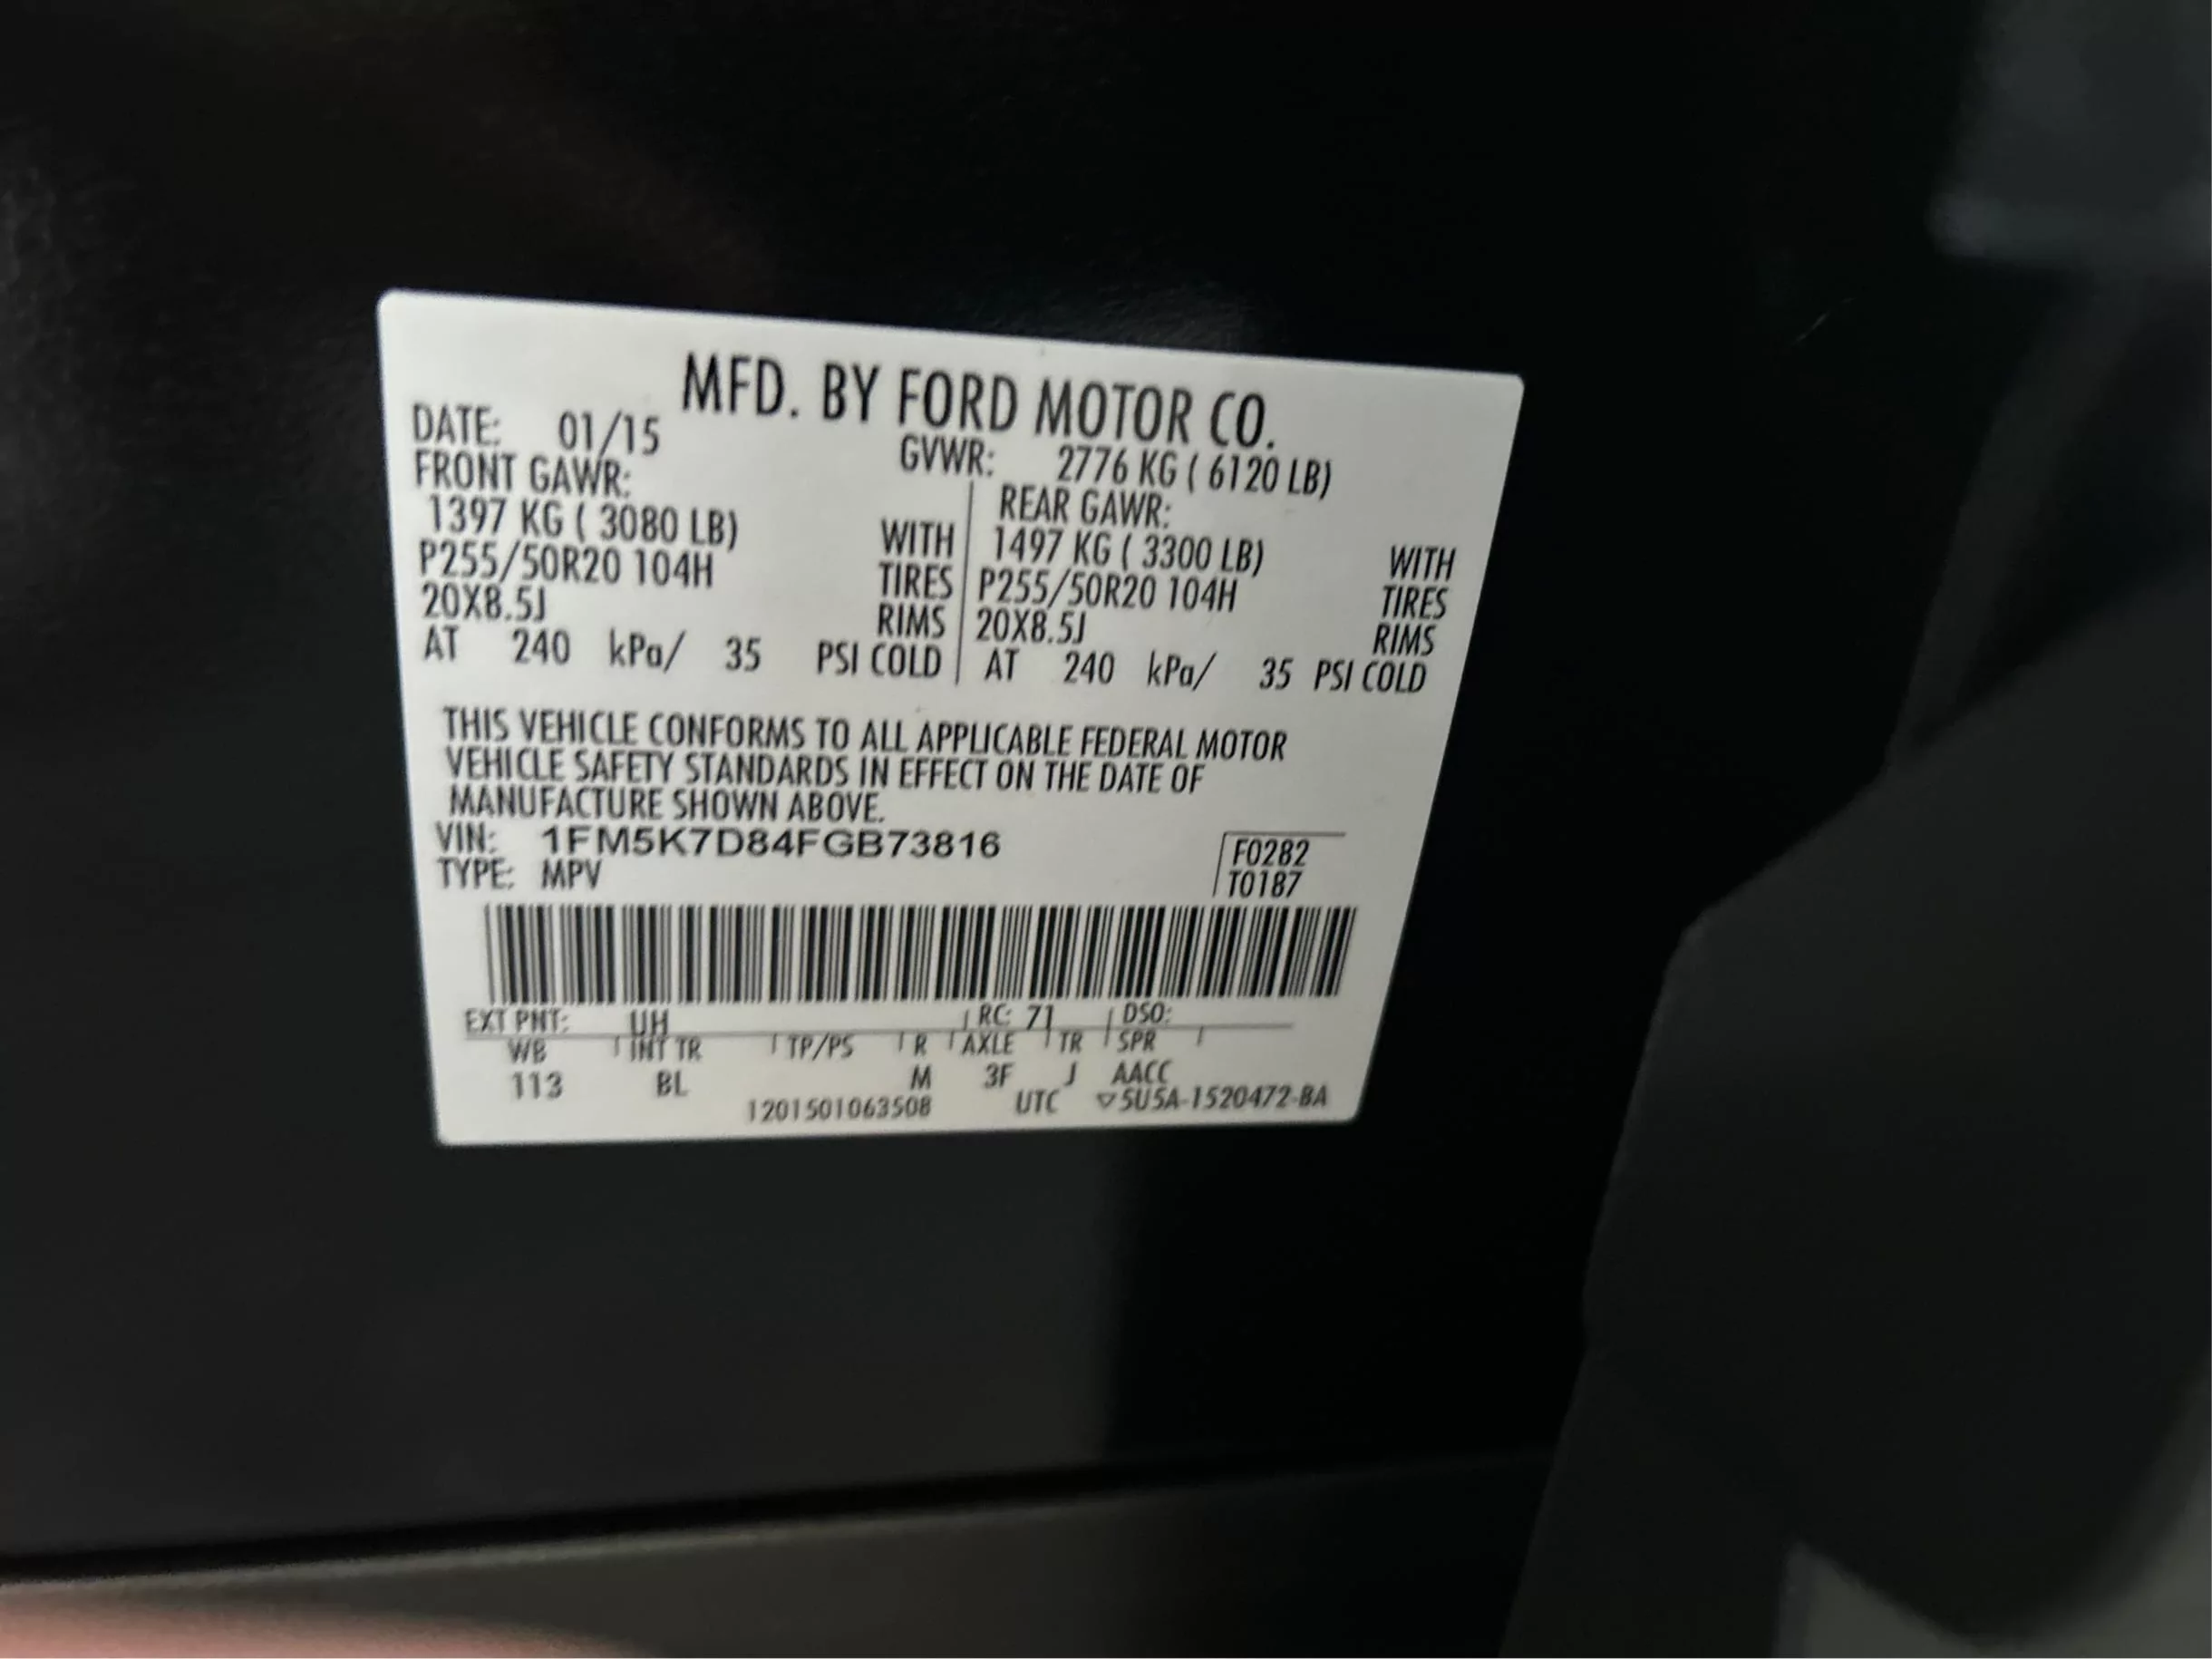 MFD. BY FORD MOTOR CO.
DATE: 01/15 GVWR: 2776 KG ( 6120 LB)
FRONT GAWR: REAR GAWR:
1397 KG ( 3080 LB) WITH 1497 KG ( 3300 LB) WITH
P255/50R20 104H TIRES P255/50R20 104H TIRES
20X8.5J RIMS 20X8.5J RIMS
AT 240 kPa/ 35 PSI COLD AT 240 kPa/ 35 PSI COLD
THIS VEHICLE CONFORMS TO ALL APPLICABLE FEDERAL MOTOR
VEHICLE SAFETY STANDARDS IN EFFECT ON THE DATE OF
MANUFACTURE SHOWN ABOVE.
VIN: 1FM5K7D84FGB73816 F0282
TYPE: MPV T0187
EXT PNT: UH RC: 71 DSO:
WB INT TR TP/PS R AXLE TR SPR
113 BL M 3F J AACC
1201501063508 UTC ▽5U5A-1520472-BA